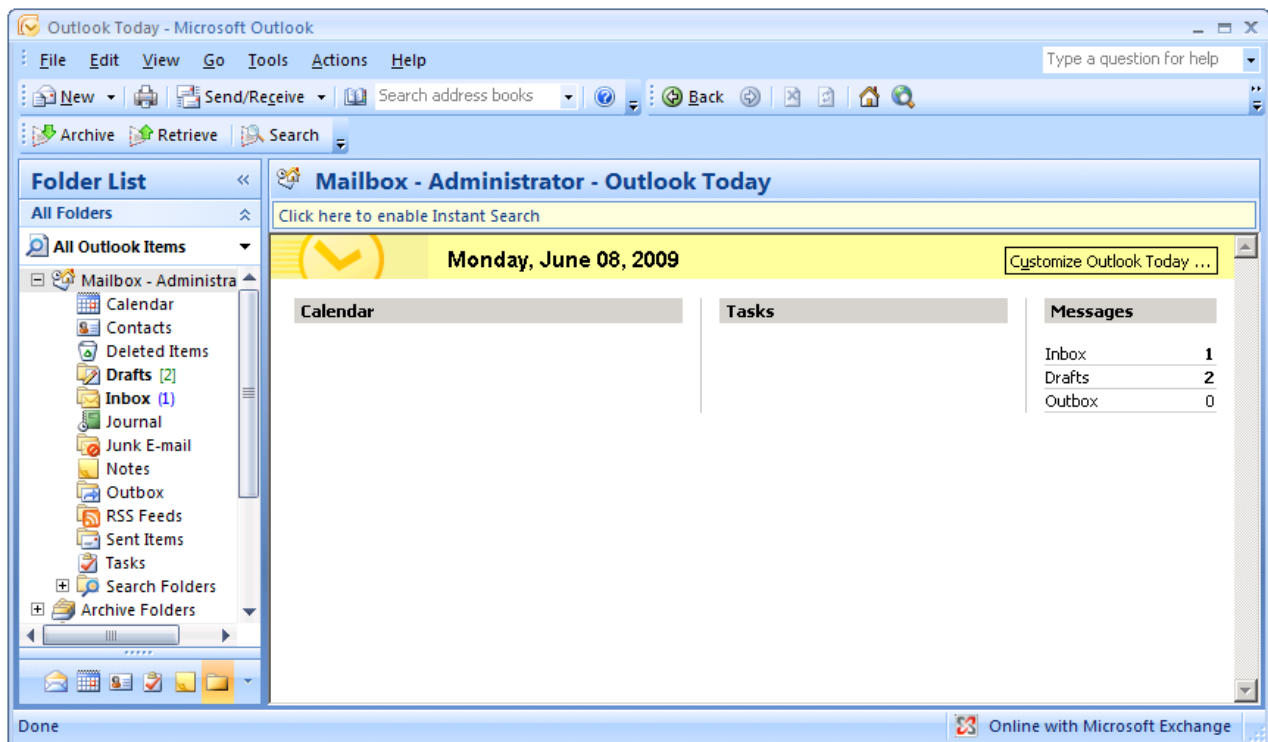 Outlook Today - Microsoft Outlook
File Edit View Go Tools Actions Help Type a question for help
New Send/Receive Search address books Back
Archive Retrieve Search
Folder List
All Folders
All Outlook Items
Mailbox - Administra
Calendar
Contacts
Deleted Items
Drafts [2]
Inbox (1)
Journal
Junk E-mail
Notes
Outbox
RSS Feeds
Sent Items
Tasks
Search Folders
Archive Folders
Mailbox - Administrator - Outlook Today
Click here to enable Instant Search
Monday, June 08, 2009 Customize Outlook Today ...
Calendar Tasks Messages
Inbox 1
Drafts 2
Outbox 0
Done Online with Microsoft Exchange